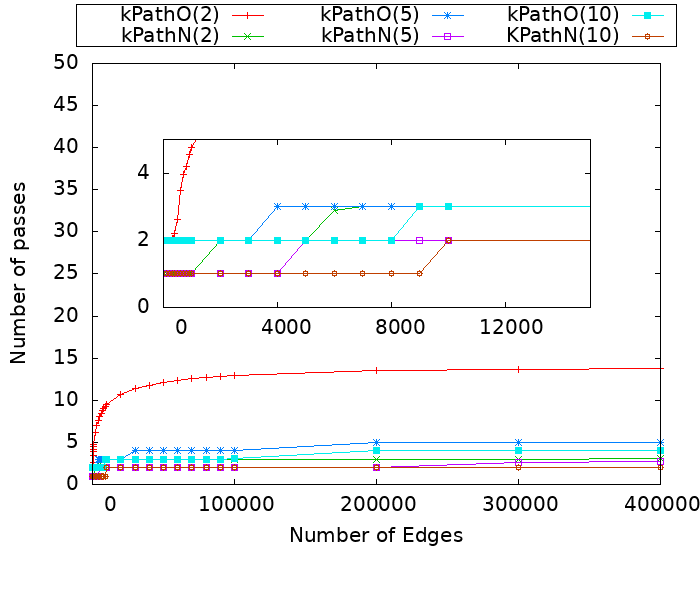 kPathO(2) kPathO(5) kPathO(10)
kPathN(2) kPathN(5) KPathN(10)
50
45
40
35
30
25
20
15
10
5
0
Number of passes
4
2
0
0 4000 8000 12000
0 100000 200000 300000 400000
Number of Edges